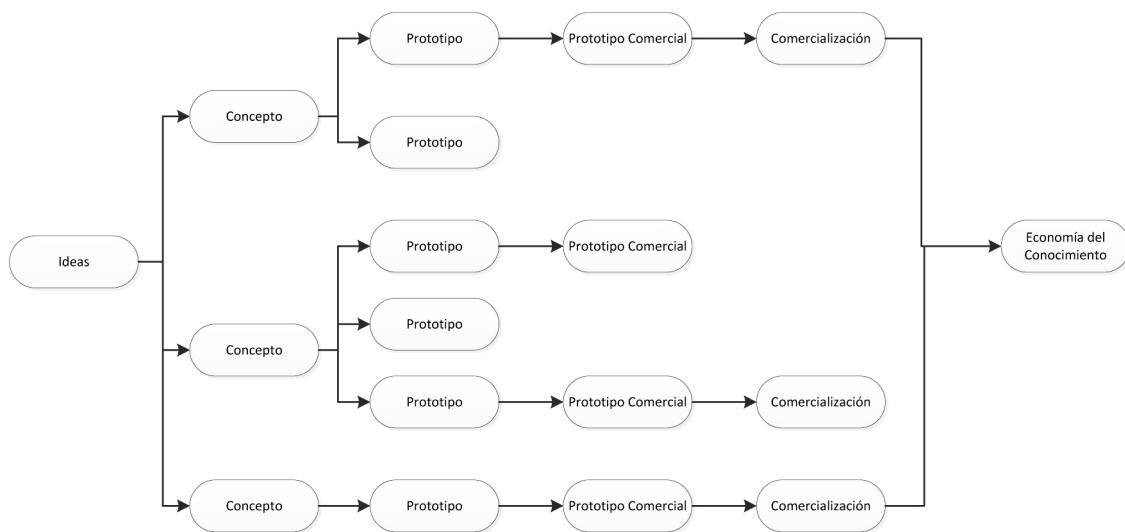 Prototipo
Prototipo Comercial
Comercialización
Concepto
Prototipo
Ideas
Prototipo
Prototipo Comercial
Economía del
Conocimiento
Concepto
Prototipo
Prototipo
Prototipo Comercial
Comercialización
Concepto
Prototipo
Prototipo Comercial
Comercialización